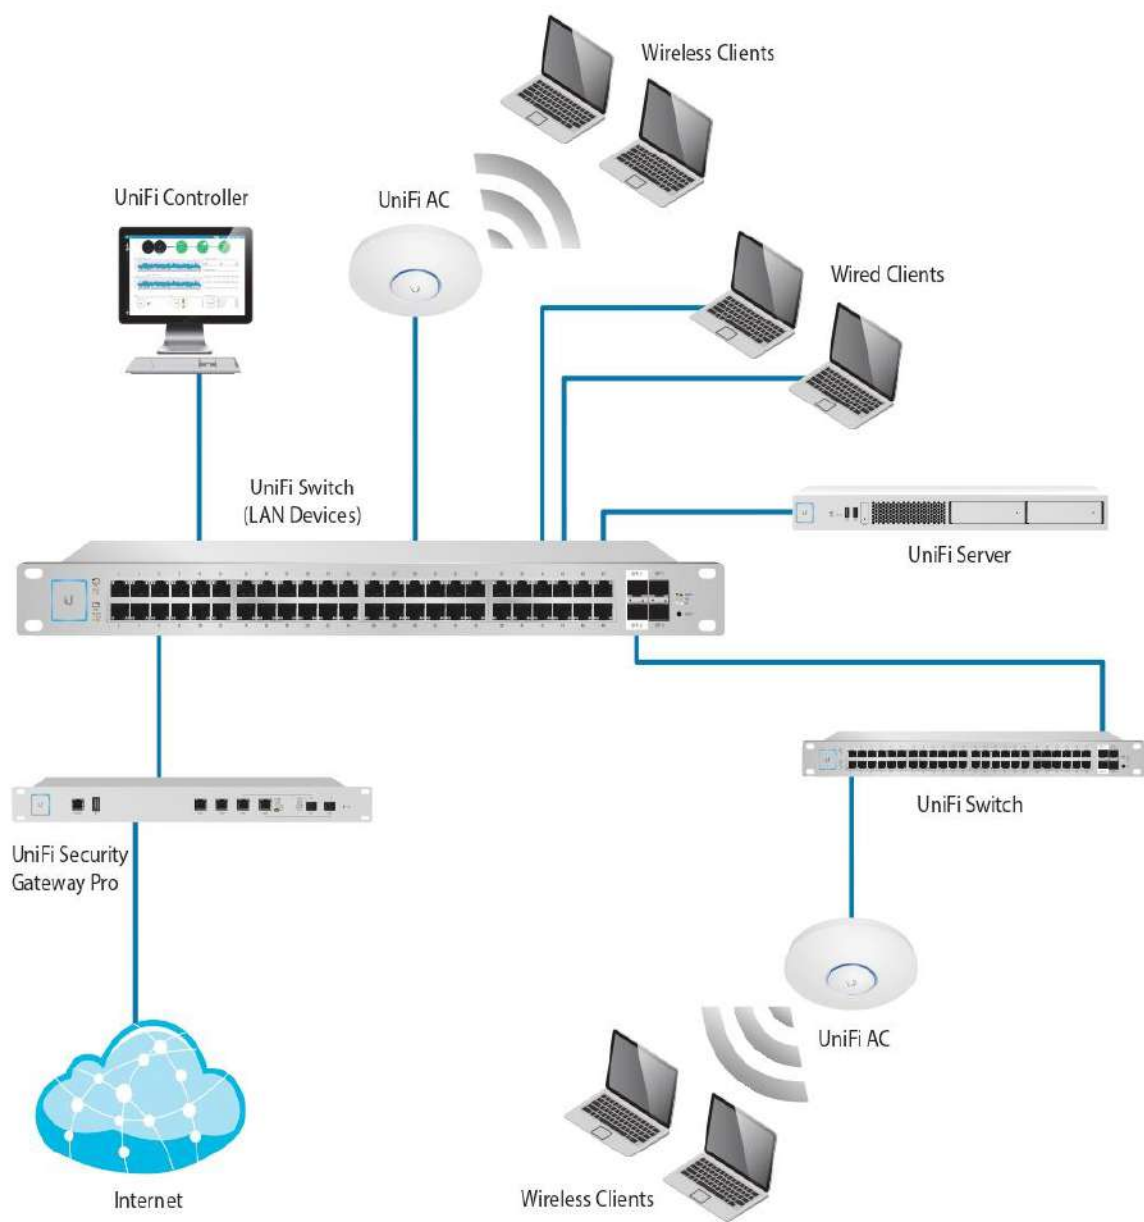 Wireless Clients
UniFi Controller
UniFi AC
Wired Clients
UniFi Switch
(LAN Devices)
UniFi Server
UniFi Switch
UniFi Security
Gateway Pro
UniFi AC
Wireless Clients
Internet